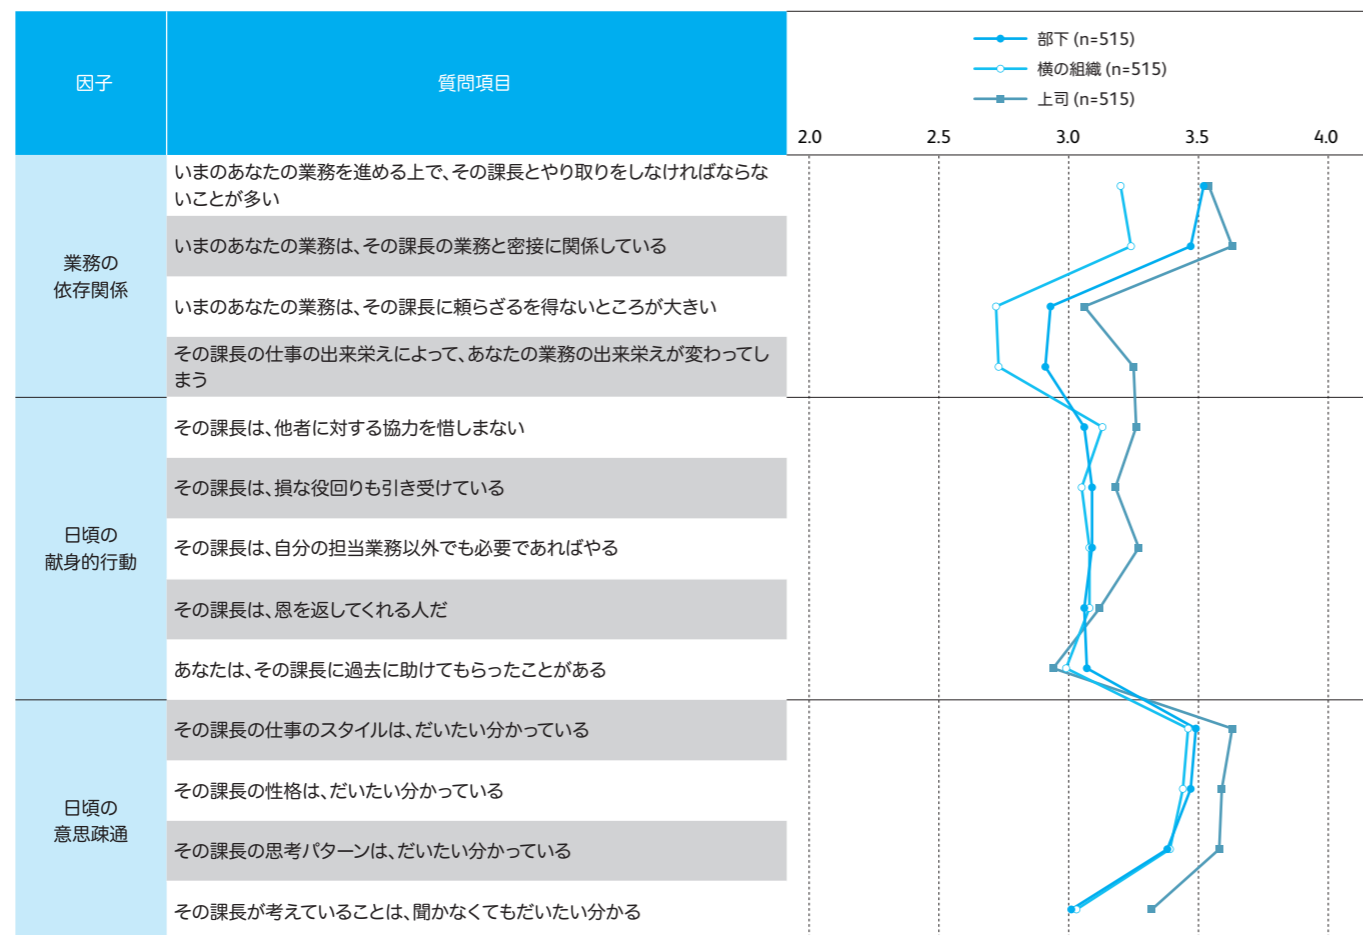 因子
質問項目
部下 (n=515)
横の組織 (n=515)
上司 (n=515)
2.0 2.5 3.0 3.5 4.0
業務の
依存関係
いまのあなたの業務を進める上で、その課長とやり取りをしなければならな
いことが多い
いまのあなたの業務は、その課長の業務と密接に関係している
いまのあなたの業務は、その課長に頼らざるを得ないところが大きい
その課長の仕事の出来栄えによって、あなたの業務の出来栄えが変わってし
まう
日頃の
献身的行動
その課長は、他者に対する協力を惜しまない
その課長は、損な役回りも引き受けている
その課長は、自分の担当業務以外でも必要であればやる
その課長は、恩を返してくれる人だ
あなたは、その課長に過去に助けてもらったことがある
日頃の
意思疎通
その課長の仕事のスタイルは、だいたい分かっている
その課長の性格は、だいたい分かっている
その課長の思考パターンは、だいたい分かっている
その課長が考えていることは、聞かなくてもだいたい分かる